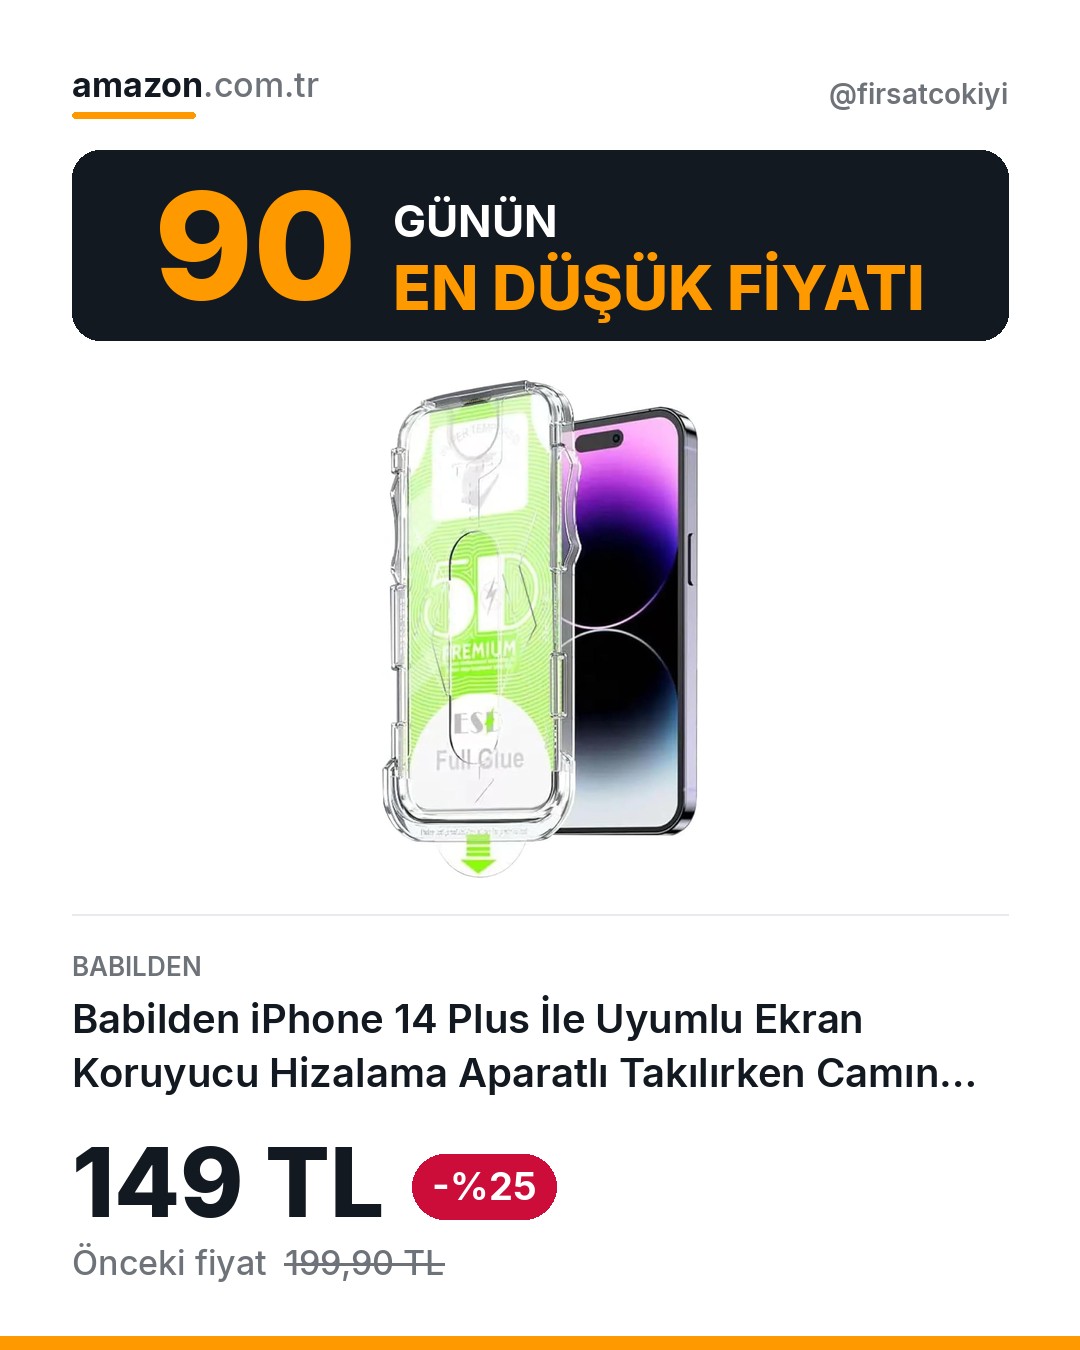 amazon.com.tr
@firsatcokiyi
90
GÜNÜN
EN DÜŞÜK FİYATI
5D
PREMIUM
ESD
Full Glue
BABILDEN
Babilden iPhone 14 Plus İle Uyumlu Ekran
Koruyucu Hizalama Aparatlı Takılırken Camın...
149 TL
-%25
Önceki fiyat 199,90 TL